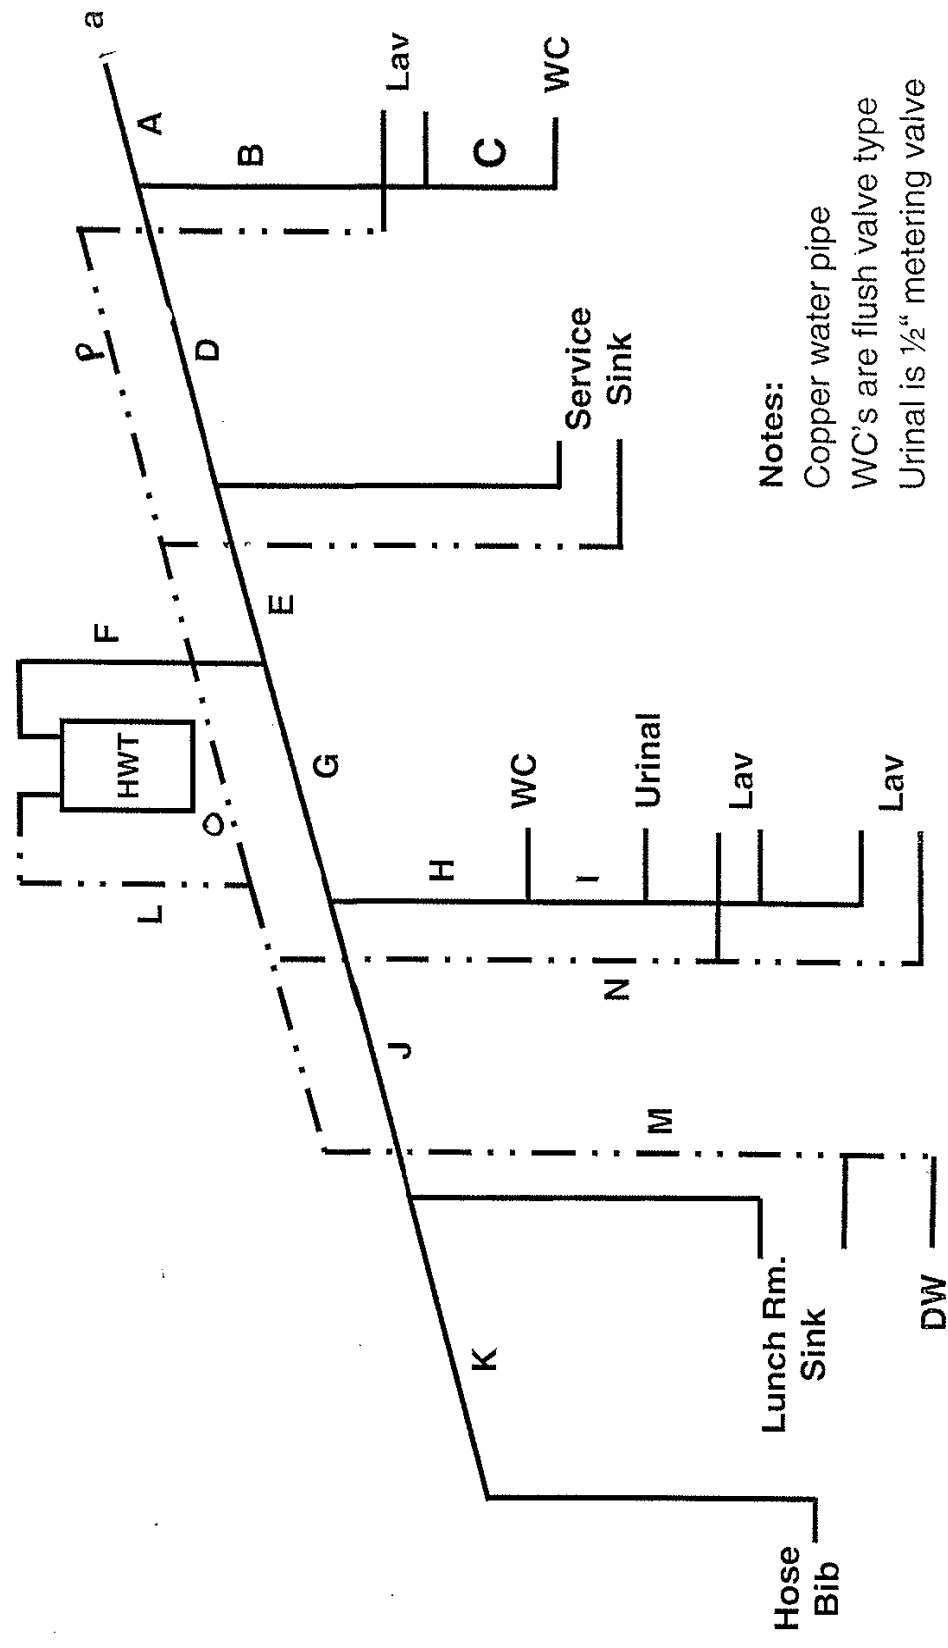 a
P
F
HWT
L
A
O
D
B
E
G
J
Lav
H
K
C
WC
WC
Service
Sink
I
N
Urinal
M
Lav
Lunch Rm.
Sink
Hose
Bib
Lav
DW
Notes:
Copper water pipe
WC's are flush valve type
Urinal is ½“ metering valve